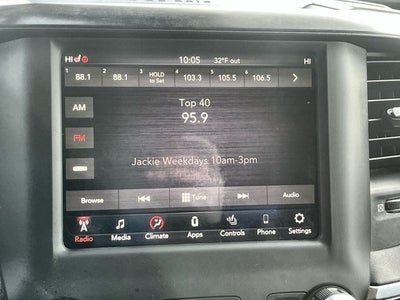 HI 10:05 32°F out HI
1 88.1 2 88.1 3 HOLD to Set 4 103.3 5 105.5 6 106.5
AM
Top 40
95.9
FM
Jackie Weekdays 10am-3pm
Browse Tune Audio
Radio Media Climate Apps Controls Phone Settings